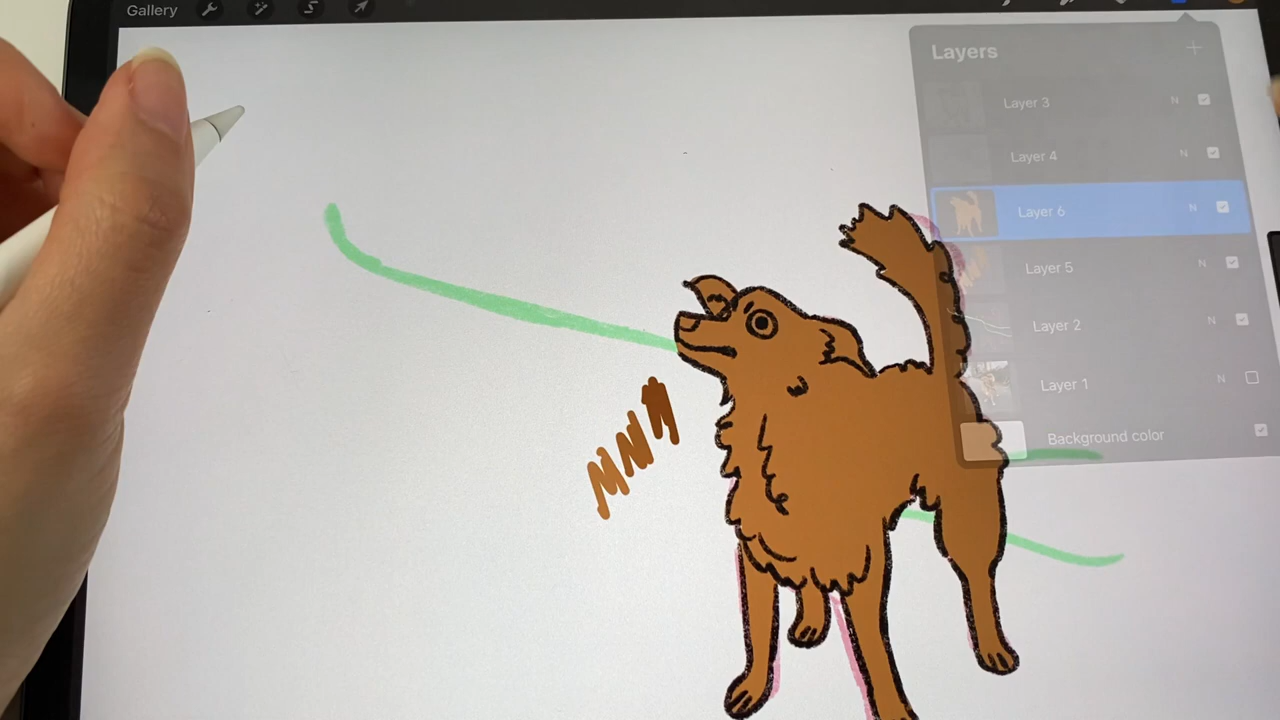 Gallery
Layers
Layer 3 N
Layer 4 N
Layer 6 N
Layer 5 N
Layer 2 N
Layer 1 N
Background color